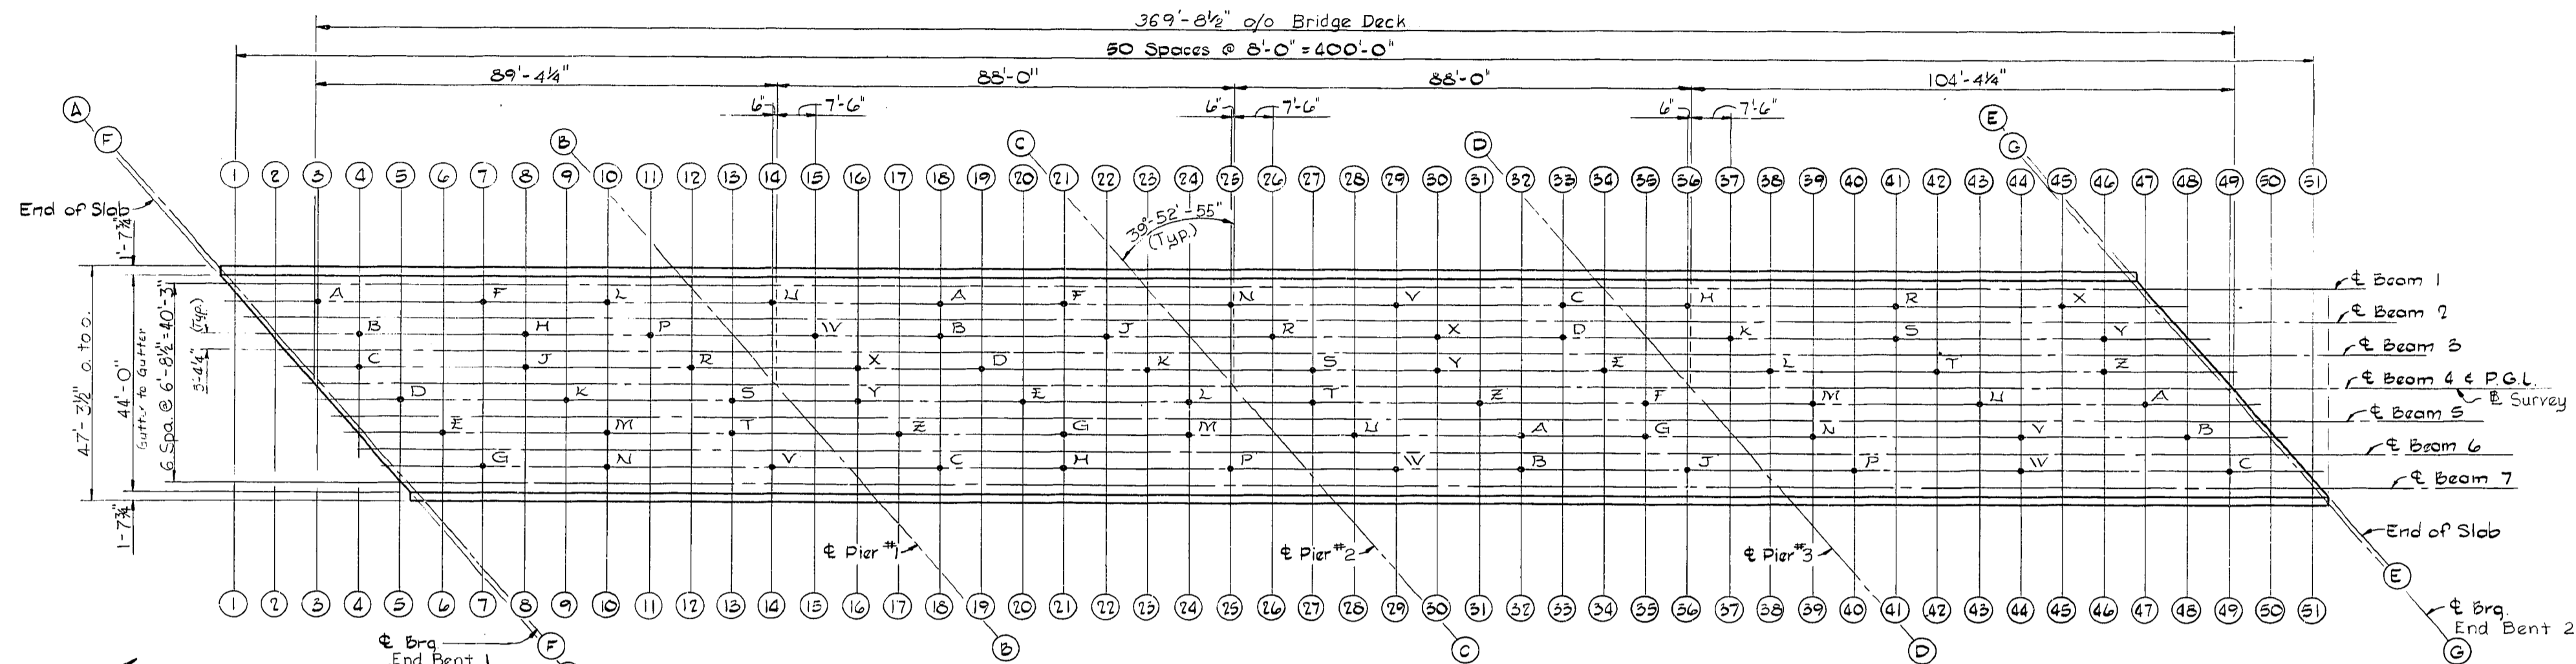 369'-8½" o/o Bridge Deck
50 Spaces @ 8'-0" = 400'-0"
89'-4¼" 88'-0" 88'-0" 104'-4¼"
6" 7'-6" 6" 7'-6" 6" 7'-6"
A F B C D E G
1 2 3 4 5 6 7 8 9 10 11 12 13 14 15 16 17 18 19 20 21 22 23 24 25 26 27 28 29 30 31 32 33 34 35 36 37 38 39 40 41 42 43 44 45 46 47 48 49 50 51
End of Slab
39°-52'-55"
(Typ.)
1'-7¾"
47'-3½" o. to o.
44'-0"
Gutter to Gutter
6 Spa @ 6'-8½" = 40'-3"
3'-4¼"
(Typ.)
1'-7¾"
A F L U A F N V C H R X
B H P W B J R X D K S Y
C J R X D K S Y E L T Z
D K S Y E L T Z F M U A
E M T Z G M U A G N V B
G N V C H P W B J P W C
℄ Beam 1
℄ Beam 2
℄ Beam 3
℄ Beam 4 & P.G.L.
℄ Survey
℄ Beam 5
℄ Beam 6
℄ Beam 7
End of Slab
℄ Pier #1
℄ Pier #2
℄ Pier #3
E
1 2 3 4 5 6 7 8 9 10 11 12 13 14 15 16 17 18 19 20 21 22 23 24 25 26 27 28 29 30 31 32 33 34 35 36 37 38 39 40 41 42 43 44 45 46 47 48 49 50 51
℄ Brg.
End Bent 2
℄ Brg
End Bent 1
F B C D G